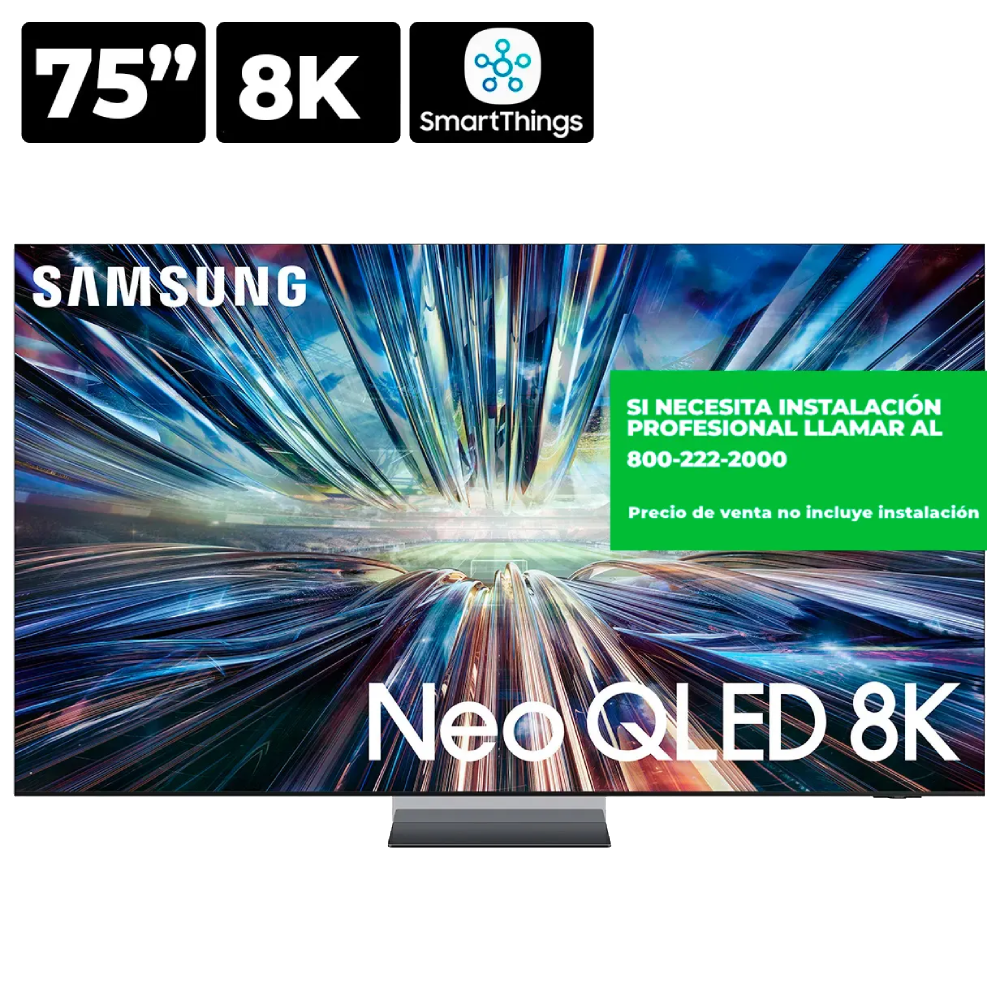 75”
8K
SmartThings
SAMSUNG
SI NECESITA INSTALACIÓN
PROFESIONAL LLAMAR AL
800-222-2000
Precio de venta no incluye instalación
Neo QLED 8K